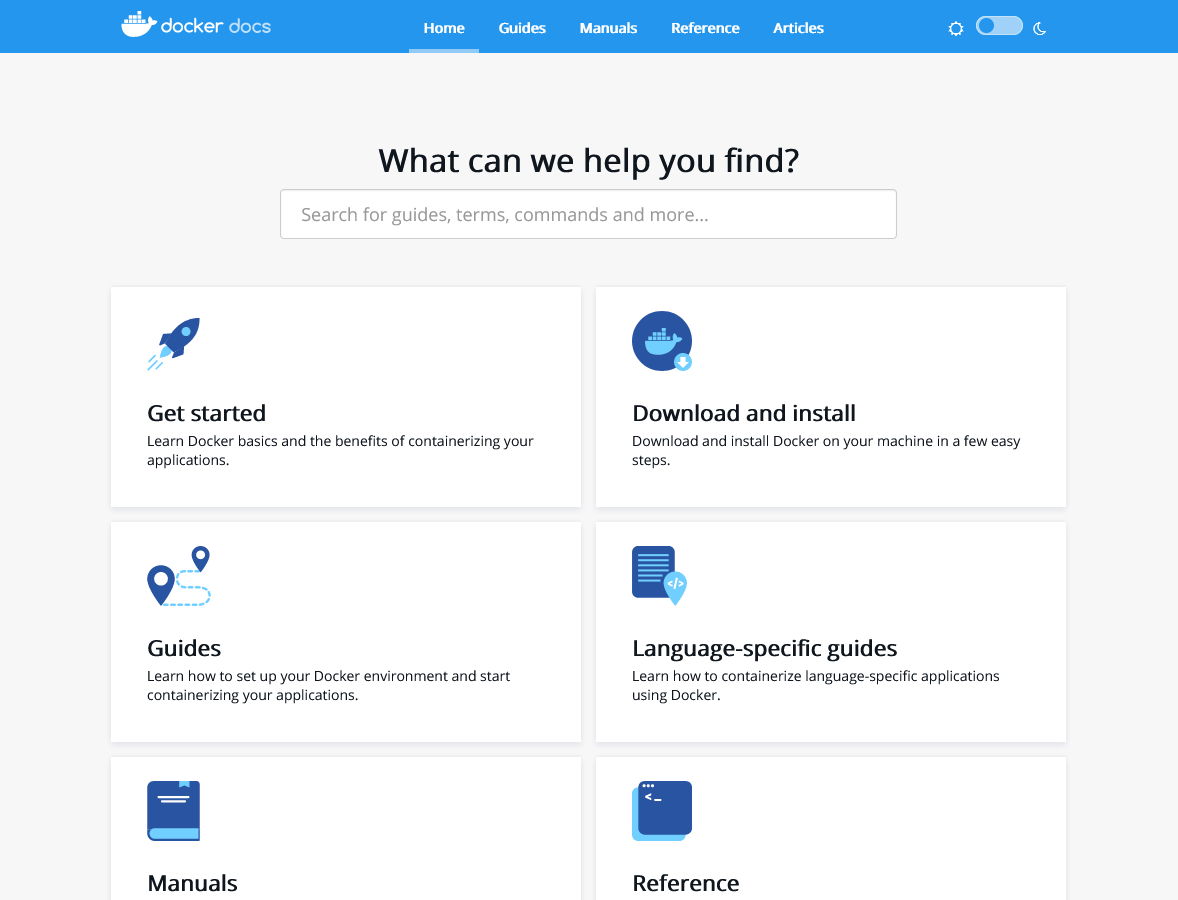 docker docs
Home Guides Manuals Reference Articles
What can we help you find?
Search for guides, terms, commands and more...
Get started
Learn Docker basics and the benefits of containerizing your
applications.
Download and install
Download and install Docker on your machine in a few easy
steps.
Guides
Learn how to set up your Docker environment and start
containerizing your applications.
</>
Language-specific guides
Learn how to containerize language-specific applications
using Docker.
Manuals
<_
Reference